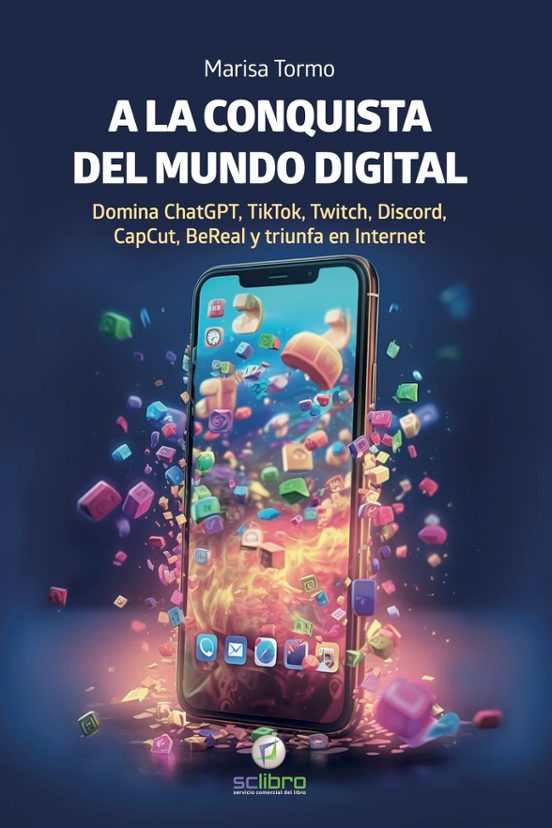 Marisa Tormo
A LA CONQUISTA
DEL MUNDO DIGITAL
Domina ChatGPT, TikTok, Twitch, Discord,
CapCut, BeReal y triunfa en Internet
sclibro
servicio comercial del libro